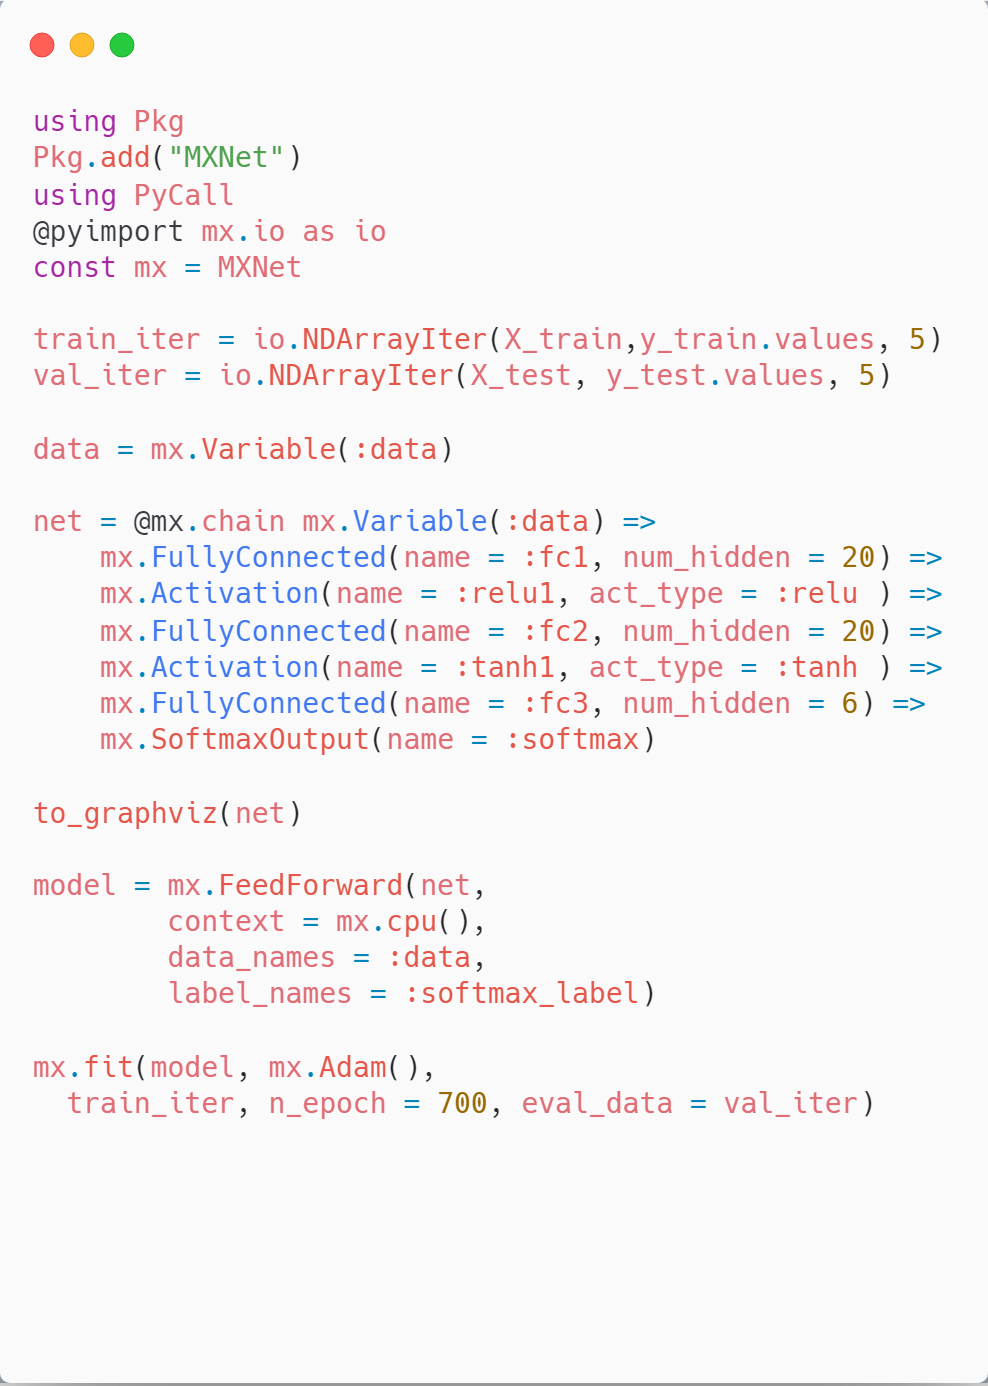 using Pkg
Pkg.add("MXNet")
using PyCall
@pyimport mx.io as io
const mx = MXNet
train_iter = io.NDArrayIter(X_train,y_train.values, 5)
val_iter = io.NDArrayIter(X_test, y_test.values, 5)
data = mx.Variable(:data)
net = @mx.chain mx.Variable(:data) =>
    mx.FullyConnected(name = :fc1, num_hidden = 20) =>
    mx.Activation(name = :relu1, act_type = :relu ) =>
    mx.FullyConnected(name = :fc2, num_hidden = 20) =>
    mx.Activation(name = :tanh1, act_type = :tanh ) =>
    mx.FullyConnected(name = :fc3, num_hidden = 6) =>
    mx.SoftmaxOutput(name = :softmax)
to_graphviz(net)
model = mx.FeedForward(net,
        context = mx.cpu(),
        data_names = :data,
        label_names = :softmax_label)
mx.fit(model, mx.Adam(),
  train_iter, n_epoch = 700, eval_data = val_iter)